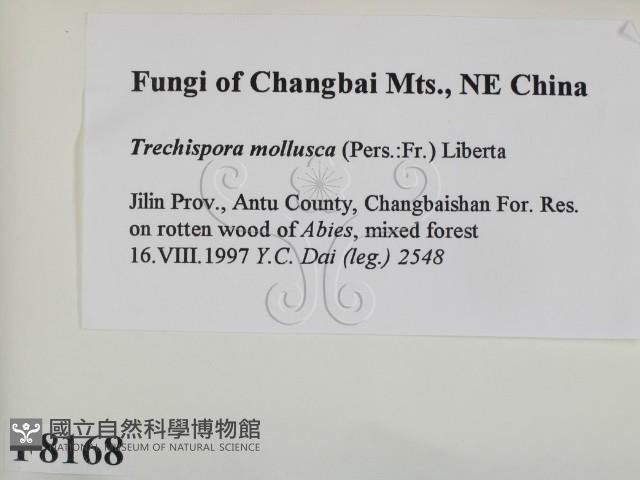 Fungi of Changbai Mts., NE China
Trechispora mollusca (Pers.:Fr.) Liberta
Jilin Prov., Antu County, Changbaishan For. Res.
on rotten wood of Abies, mixed forest
16.VIII.1997 Y.C. Dai (leg.) 2548
國立自然科學博物館
NATIONAL MUSEUM OF NATURAL SCIENCE
F8168